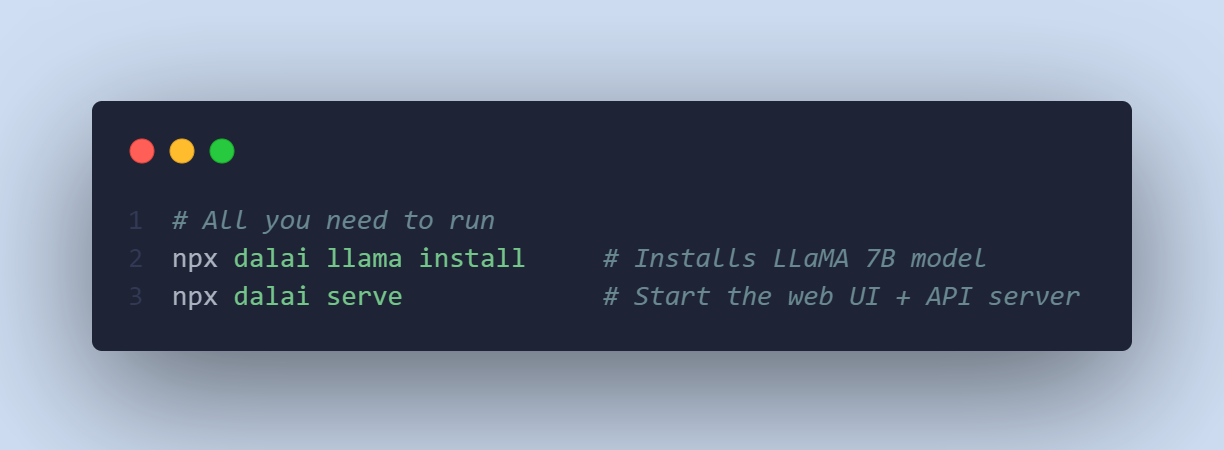 1 # All you need to run
2 npx dalai llama install # Installs LLaMA 7B model
3 npx dalai serve # Start the web UI + API server